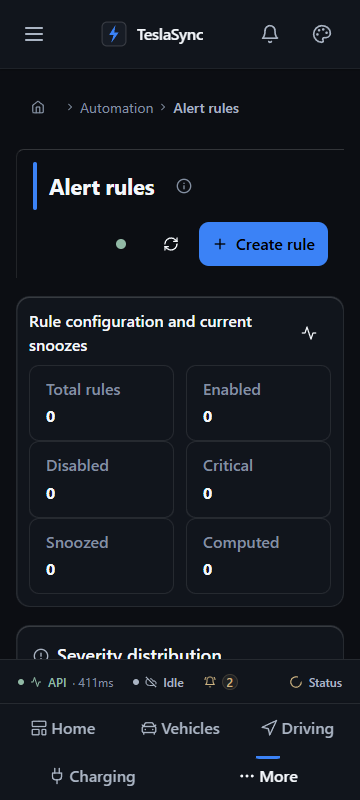 TeslaSync
Automation
Alert rules
Alert rules
Create rule
Rule configuration and current
snoozes
Total rules
0
Enabled
0
Disabled
0
Critical
0
Snoozed
0
Computed
0
Severity distribution
API · 411ms
Idle
2
Status
Home
Vehicles
Driving
Charging
More